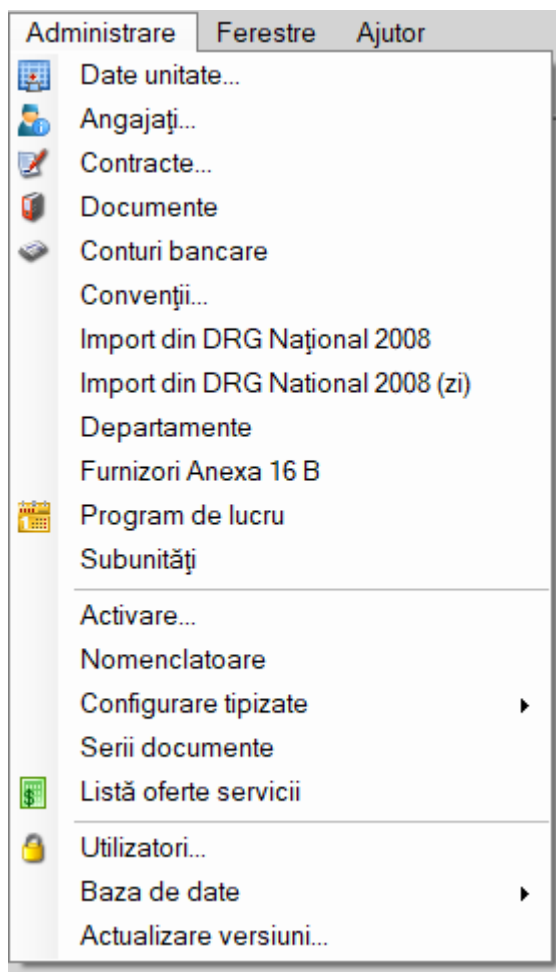 Administrare Ferestre Ajutor
Date unitate...
Angajaţi...
Contracte...
Documente
Conturi bancare
Convenţii...
Import din DRG Naţional 2008
Import din DRG National 2008 (zi)
Departamente
Furnizori Anexa 16 B
Program de lucru
Subunităţi
Activare...
Nomenclatoare
Configurare tipizate
Serii documente
Listă oferte servicii
Utilizatori...
Baza de date
Actualizare versiuni...